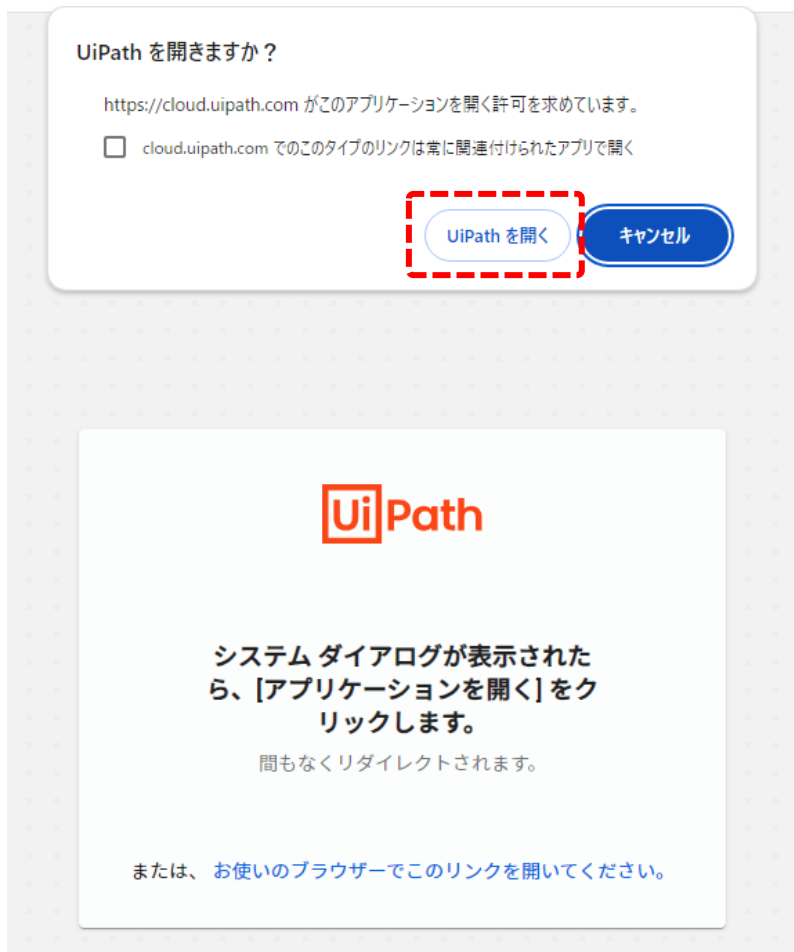 UiPath を開きますか？
https://cloud.uipath.com がこのアプリケーションを開く許可を求めています。
cloud.uipath.com でのこのタイプのリンクは常に関連付けられたアプリで開く
UiPath を開く
キャンセル
UiPath
システム ダイアログが表示された
ら、[アプリケーションを開く] をク
リックします。
間もなくリダイレクトされます。
または、 お使いのブラウザーでこのリンクを開いてください。